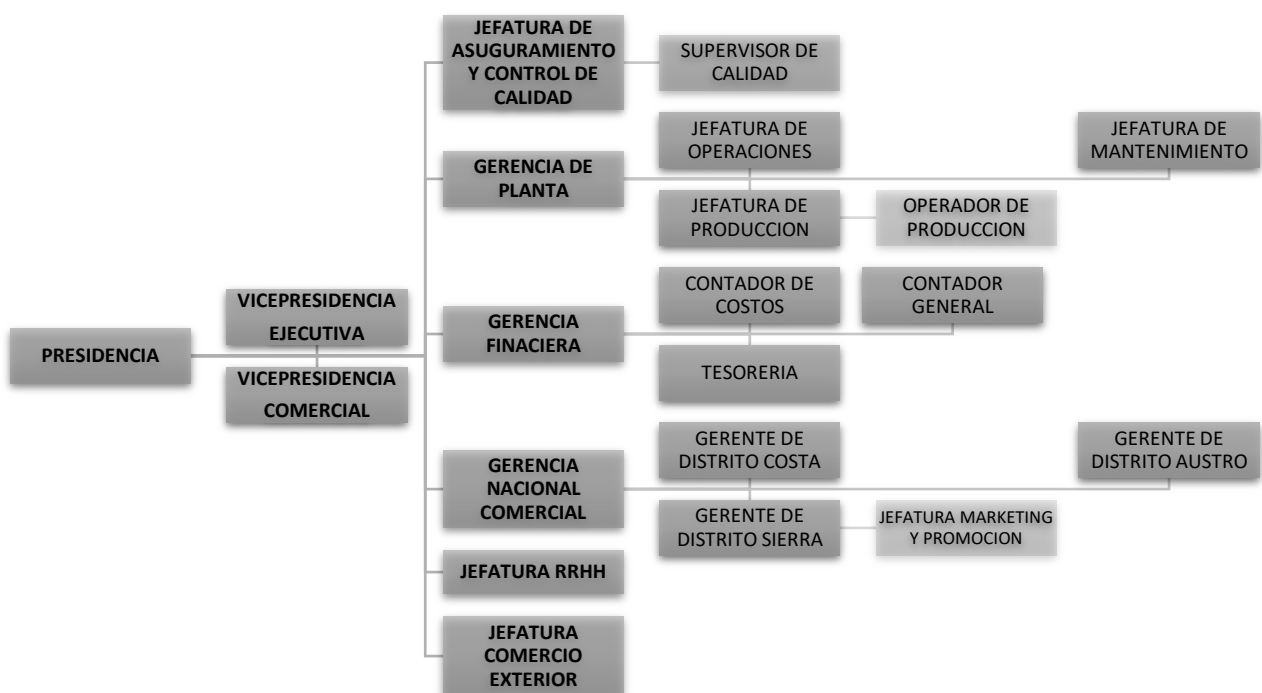 JEFATURA DE
ASUGURAMIENTO
Y CONTROL DE
CALIDAD
SUPERVISOR DE
CALIDAD
GERENCIA DE
PLANTA
JEFATURA DE
OPERACIONES
JEFATURA DE
MANTENIMIENTO
JEFATURA DE
PRODUCCION
OPERADOR DE
PRODUCCION
PRESIDENCIA
VICEPRESIDENCIA
EJECUTIVA
VICEPRESIDENCIA
COMERCIAL
GERENCIA
FINACIERA
CONTADOR DE
COSTOS
CONTADOR
GENERAL
TESORERIA
GERENCIA
NACIONAL
COMERCIAL
GERENTE DE
DISTRITO COSTA
GERENTE DE
DISTRITO AUSTRO
GERENTE DE
DISTRITO SIERRA
JEFATURA MARKETING
Y PROMOCION
JEFATURA RRHH
JEFATURA
COMERCIO
EXTERIOR